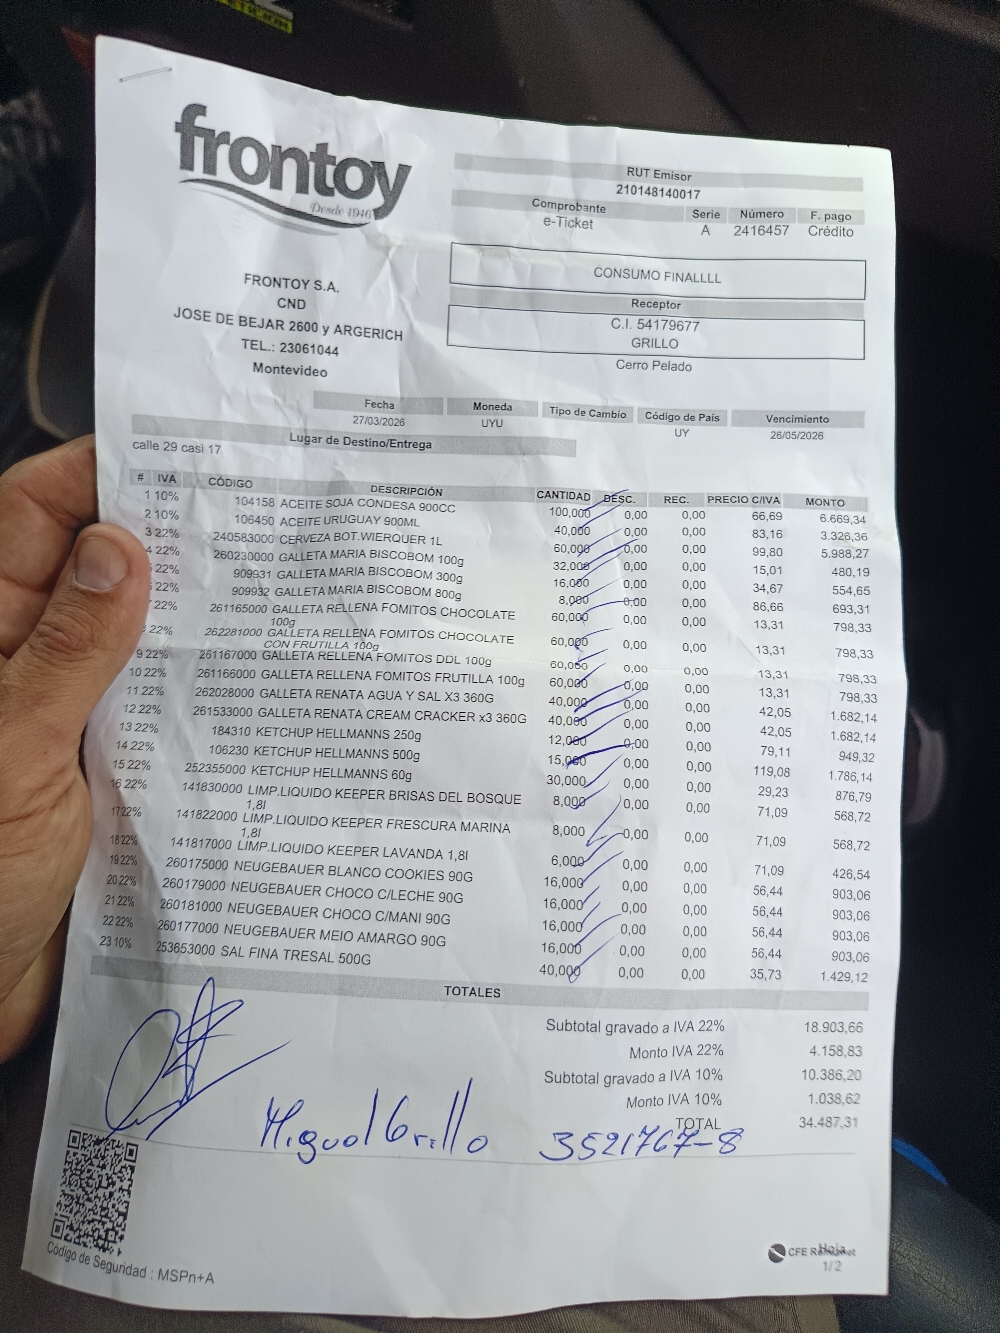 frontoy
Desde 1946
RUT Emisor
210148140017
Comprobante Serie Número F. pago
e-Ticket A 2416457 Crédito
CONSUMO FINALLLL
Receptor
C.I. 54179677
GRILLO
Cerro Pelado
FRONTOY S.A.
CND
JOSE DE BEJAR 2600 y ARGERICH
TEL.: 23061044
Montevideo
Fecha Moneda Tipo de Cambio Código de País Vencimiento
27/03/2026 UYU UY 26/05/2026
Lugar de Destino/Entrega
calle 29 casi 17
# IVA CÓDIGO DESCRIPCIÓN CANTIDAD DESC. REC. PRECIO C/IVA MONTO
1 10% 104158 ACEITE SOJA CONDESA 900CC 100,000 0,00 0,00 66,69 6.669,34
2 10% 106450 ACEITE URUGUAY 900ML 40,000 0,00 0,00 83,16 3.326,36
3 22% 240583000 CERVEZA BOT.WIERQUER 1L 60,000 0,00 0,00 99,80 5.988,27
4 22% 260230000 GALLETA MARIA BISCOBOM 100g 32,000 0,00 0,00 15,01 480,19
22% 909931 GALLETA MARIA BISCOBOM 300g 16,000 0,00 0,00 34,67 554,65
22% 909932 GALLETA MARIA BISCOBOM 800g 8,000 0,00 0,00 86,66 693,31
22% 261165000 GALLETA RELLENA FOMITOS CHOCOLATE 60,000 0,00 0,00 13,31 798,33
100g
22% 262281000 GALLETA RELLENA FOMITOS CHOCOLATE 60,000 0,00 0,00 13,31 798,33
CON FRUTILLA 100g
9 22% 261167000 GALLETA RELLENA FOMITOS DDL 100g 60,000 0,00 0,00 13,31 798,33
10 22% 261166000 GALLETA RELLENA FOMITOS FRUTILLA 100g 60,000 0,00 0,00 13,31 798,33
11 22% 262028000 GALLETA RENATA AGUA Y SAL X3 360G 40,000 0,00 0,00 42,05 1.682,14
12 22% 261533000 GALLETA RENATA CREAM CRACKER x3 360G 40,000 0,00 0,00 42,05 1.682,14
13 22% 184310 KETCHUP HELLMANNS 250g 12,000 0,00 0,00 79,11 949,32
14 22% 106230 KETCHUP HELLMANNS 500g 15,000 0,00 0,00 119,08 1.786,14
15 22% 252355000 KETCHUP HELLMANNS 60g 30,000 0,00 0,00 29,23 876,79
16 22% 141830000 LIMP.LIQUIDO KEEPER BRISAS DEL BOSQUE 8,000 0,00 0,00 71,09 568,72
1,8l
17 22% 141822000 LIMP.LIQUIDO KEEPER FRESCURA MARINA 8,000 0,00 0,00 71,09 568,72
1,8l
18 22% 141817000 LIMP.LIQUIDO KEEPER LAVANDA 1,8l 6,000 0,00 0,00 71,09 426,54
19 22% 260175000 NEUGEBAUER BLANCO COOKIES 90G 16,000 0,00 0,00 56,44 903,06
20 22% 260179000 NEUGEBAUER CHOCO C/LECHE 90G 16,000 0,00 0,00 56,44 903,06
21 22% 260181000 NEUGEBAUER CHOCO C/MANI 90G 16,000 0,00 0,00 56,44 903,06
22 22% 260177000 NEUGEBAUER MEIO AMARGO 90G 16,000 0,00 0,00 56,44 903,06
23 10% 253653000 SAL FINA TRESAL 500G 40,000 0,00 0,00 35,73 1.429,12
TOTALES
Subtotal gravado a IVA 22% 18.903,66
Monto IVA 22% 4.158,83
Subtotal gravado a IVA 10% 10.386,20
Monto IVA 10% 1.038,62
TOTAL 34.487,31
Miguel Grillo 3521767-8
Código de Seguridad : MSPn+A
CFE
Hoja
1/2